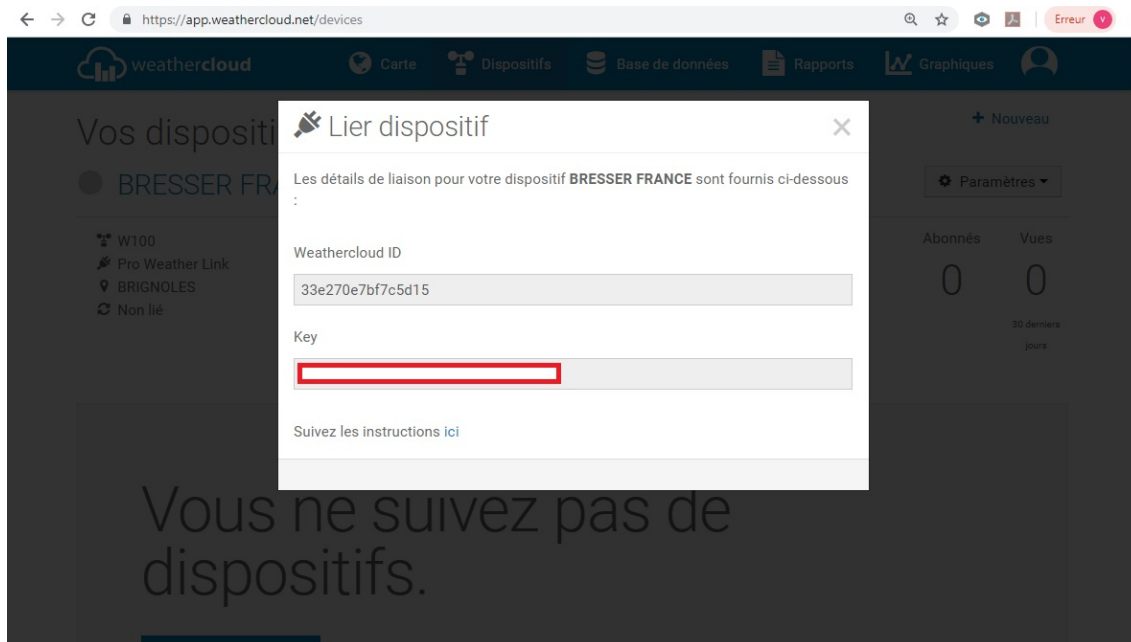 https://app.weathercloud.net/devices
Erreur
V
weathercloud
Carte
Dispositifs
Base de données
Rapports
Graphiques
Vos dispositi
Nouveau
BRESSER FRA
Paramètres
W100
Pro Weather Link
BRIGNOLES
Non lié
Abonnés
Vues
0
0
30 derniers
jours
Lier dispositif
Les détails de liaison pour votre dispositif BRESSER FRANCE sont fournis ci-dessous
:
Weathercloud ID
33e270e7bf7c5d15
Key
Suivez les instructions ici
Vous ne suivez pas de
dispositifs.